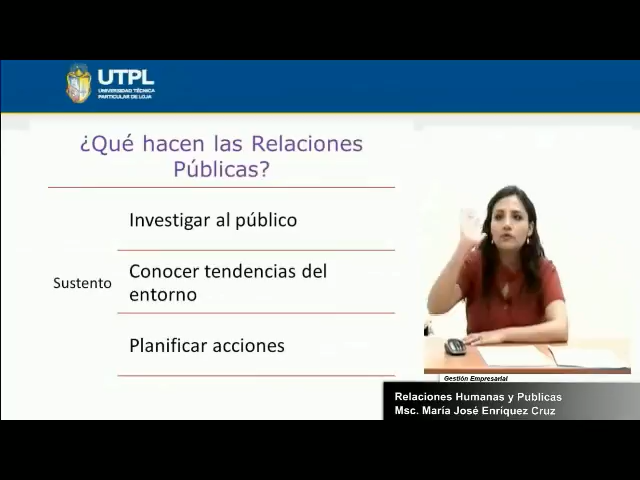 UTPL
UNIVERSIDAD TÉCNICA
PARTICULAR DE LOJA
¿Qué hacen las Relaciones
Públicas?
Sustento
Investigar al público
Conocer tendencias del
entorno
Planificar acciones
Gestión Empresarial
Relaciones Humanas y Publicas
Msc. María José Enríquez Cruz